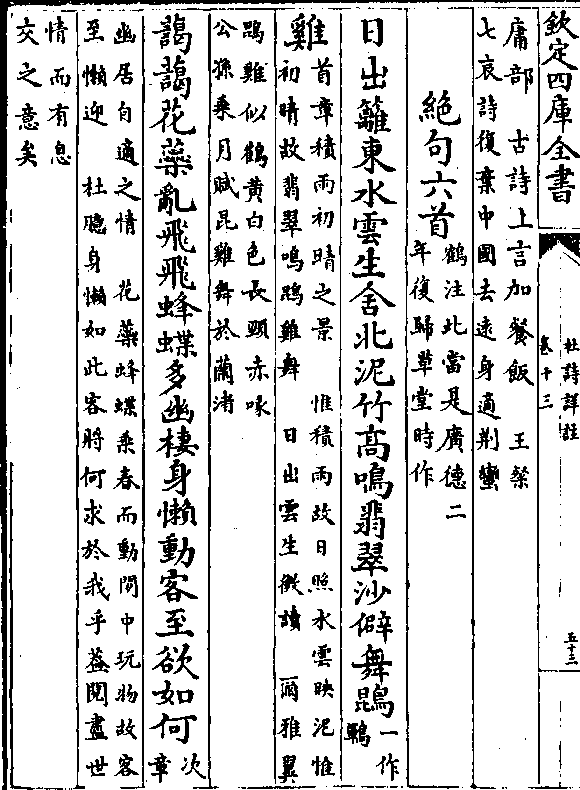 欽定四庫全書
杜詩詳註
卷十三
五十三
庸部 古詩上言加餐飯 王粲
七哀詩復棄中國去遠身適荆蠻
絶句六首
鶴注此當是廣德二
年復歸草堂時作
日出籬東水雲生舍北泥竹高鳴翡翠沙僻舞鵾
一作
鶤
雞
首章積雨初晴之景 惟積雨故日照水雲映泥惟
初晴故翡翠鳴鵾雞舞 日出雲生微讀 爾雅翼
鵾雞似鶴黄白色長頸赤喙
公孫乗月賦昆雞舞於蘭渚
藹藹花蘂亂飛飛蜂蝶多幽棲身懶動客至欲如何
次
章
幽居自適之情 花蘂蜂蝶乗春而動閒中玩物故客
至懶迎 杜臆身懶如此客將何求於我乎蓋閱盡世
情而有息
交之意矣